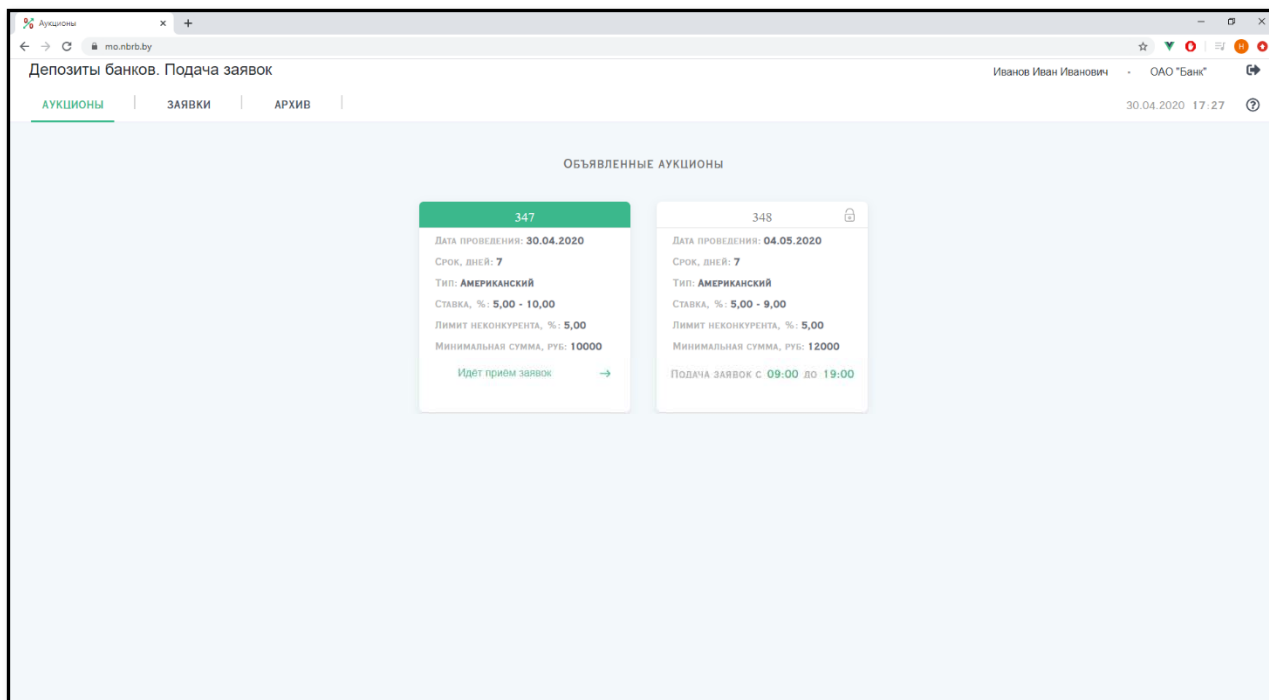 Аукционы
mo.nbrb.by
Н
Депозиты банков. Подача заявок
Иванов Иван Иванович - ОАО "Банк"
АУКЦИОНЫ ЗАЯВКИ АРХИВ
30.04.2020 17:27
Объявленные аукционы
347
Дата проведения: 30.04.2020
Срок, дней: 7
Тип: Американский
Ставка, %: 5,00 - 10,00
Лимит неконкурента, %: 5,00
Минимальная сумма, руб: 10000
Идёт приём заявок →
348
Дата проведения: 04.05.2020
Срок, дней: 7
Тип: Американский
Ставка, %: 5,00 - 9,00
Лимит неконкурента, %: 5,00
Минимальная сумма, руб: 12000
Подача заявок с 09:00 до 19:00